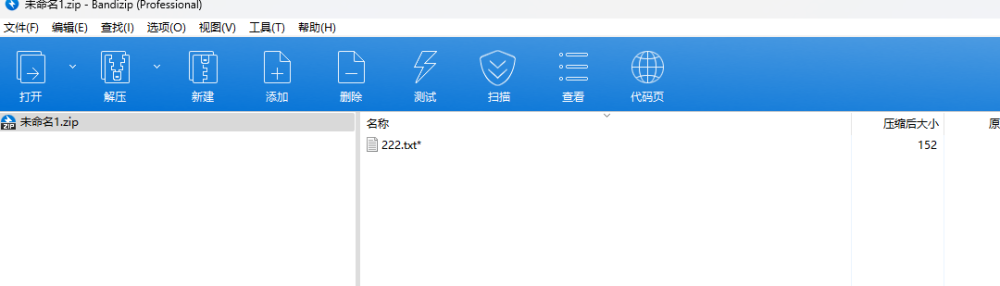 未命名1.zip - Bandizip (Professional)
文件(F) 编辑(E) 查找(I) 选项(O) 视图(V) 工具(T) 帮助(H)
打开 解压 新建 添加 删除 测试 扫描 查看 代码页
未命名1.zip
名称 压缩后大小 原
222.txt* 152
ZIP